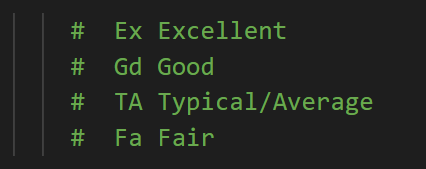 #  Ex Excellent
#  Gd Good
#  TA Typical/Average
#  Fa Fair